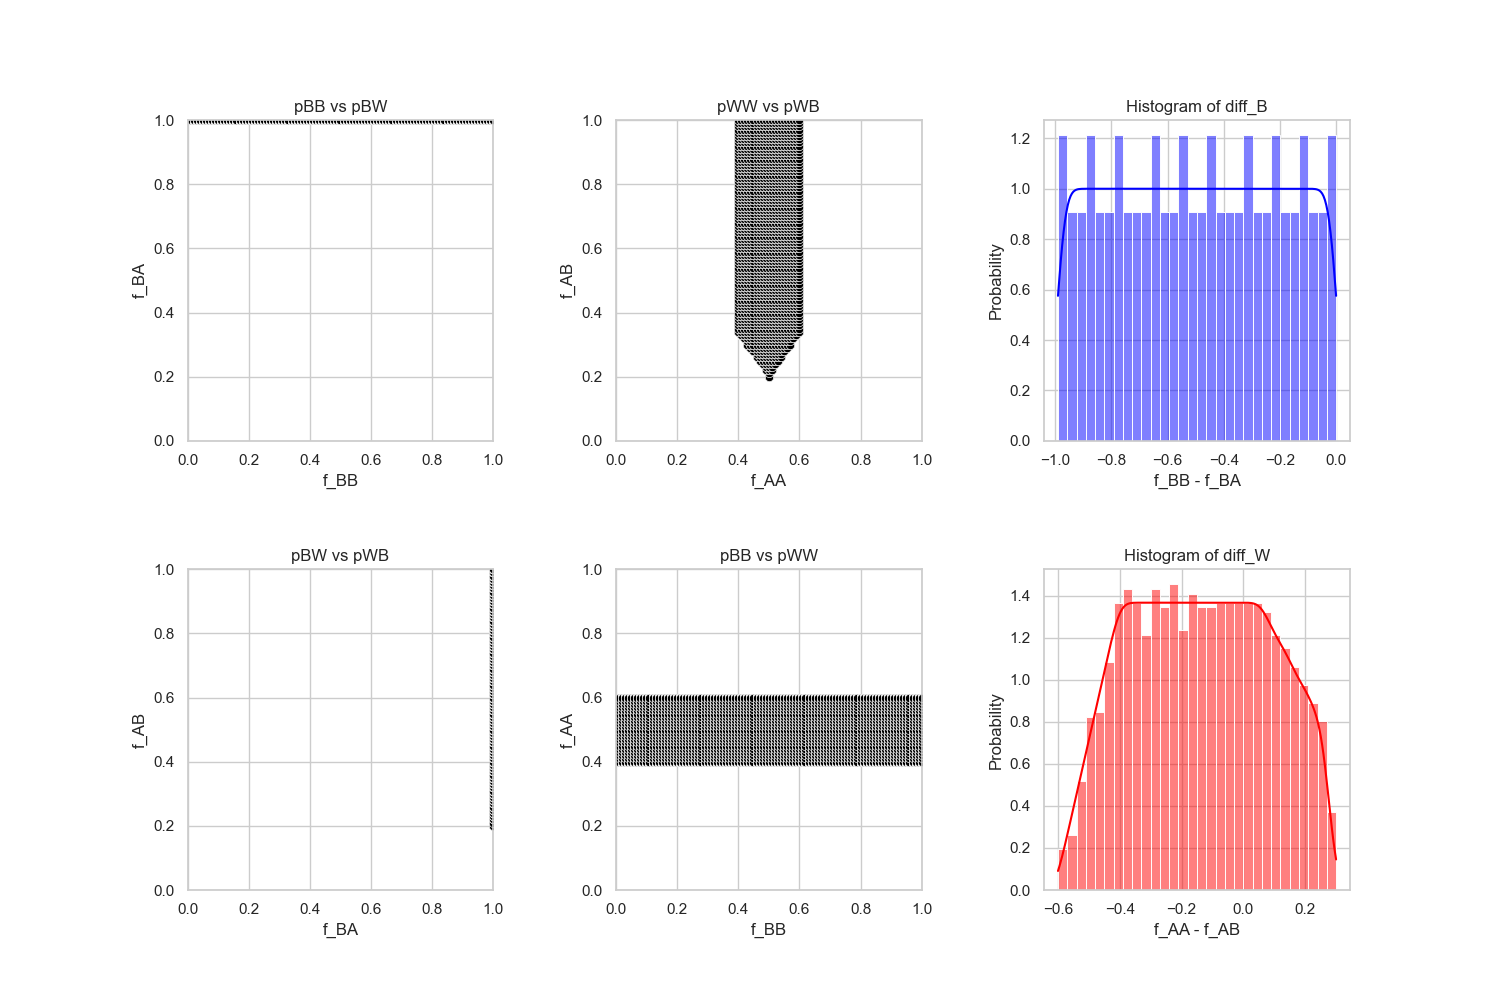 pBB vs pBW
1.0
0.8
0.6
0.4
0.2
0.0
f_BA
0.0 0.2 0.4 0.6 0.8 1.0
f_BB
pWW vs pWB
1.0
0.8
0.6
0.4
0.2
0.0
f_AB
0.0 0.2 0.4 0.6 0.8 1.0
f_AA
Histogram of diff_B
1.2
1.0
0.8
0.6
0.4
0.2
0.0
Probability
−1.0 −0.8 −0.6 −0.4 −0.2 0.0
f_BB - f_BA
pBW vs pWB
1.0
0.8
0.6
0.4
0.2
0.0
f_AB
0.0 0.2 0.4 0.6 0.8 1.0
f_BA
pBB vs pWW
1.0
0.8
0.6
0.4
0.2
0.0
f_AA
0.0 0.2 0.4 0.6 0.8 1.0
f_BB
Histogram of diff_W
1.4
1.2
1.0
0.8
0.6
0.4
0.2
0.0
Probability
−0.6 −0.4 −0.2 0.0 0.2
f_AA - f_AB